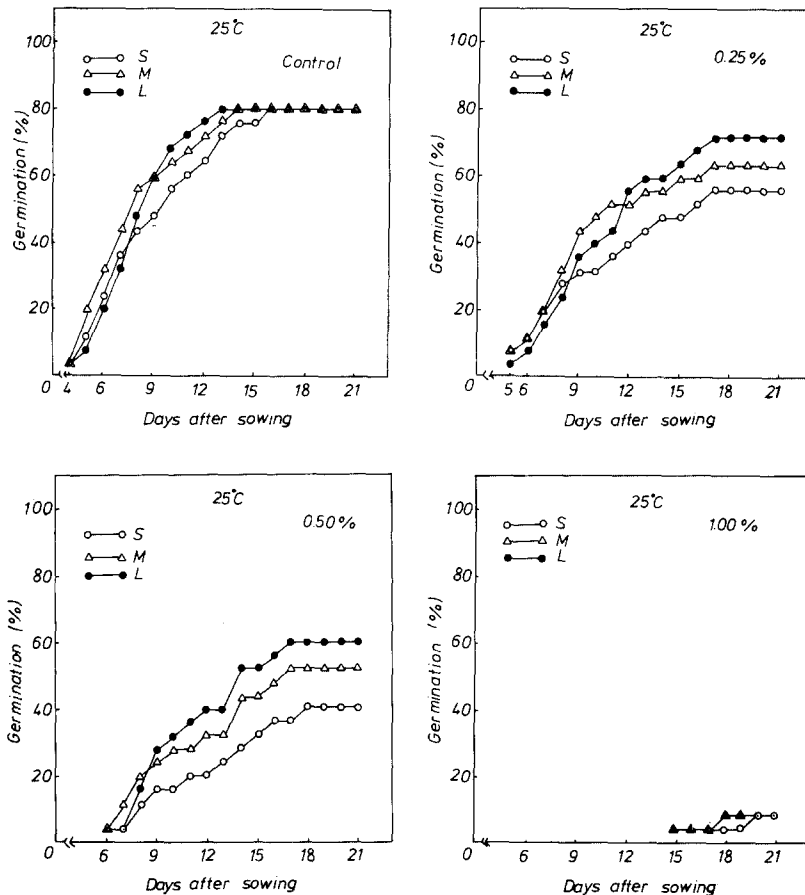 25°C
Control
S
M
L
100
80
60
40
20
0
Germination (%)
4 6 9 12 15 18 21
Days after sowing
25°C
0.25%
S
M
L
100
80
60
40
20
0
Germination (%)
5 6 9 12 15 18 21
Days after sowing
25°C
0.50%
S
M
L
100
80
60
40
20
0
Germination (%)
6 9 12 15 18 21
Days after sowing
25°C
1.00%
S
M
L
100
80
60
40
20
0
Germination (%)
6 9 12 15 18 21
Days after sowing